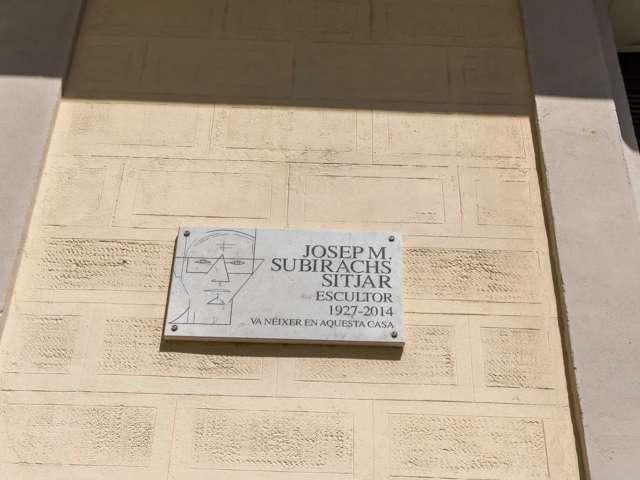 JOSEP M.
SUBIRACHS
SITJAR
ESCULTOR
1927-2014
VA NÉIXER EN AQUESTA CASA